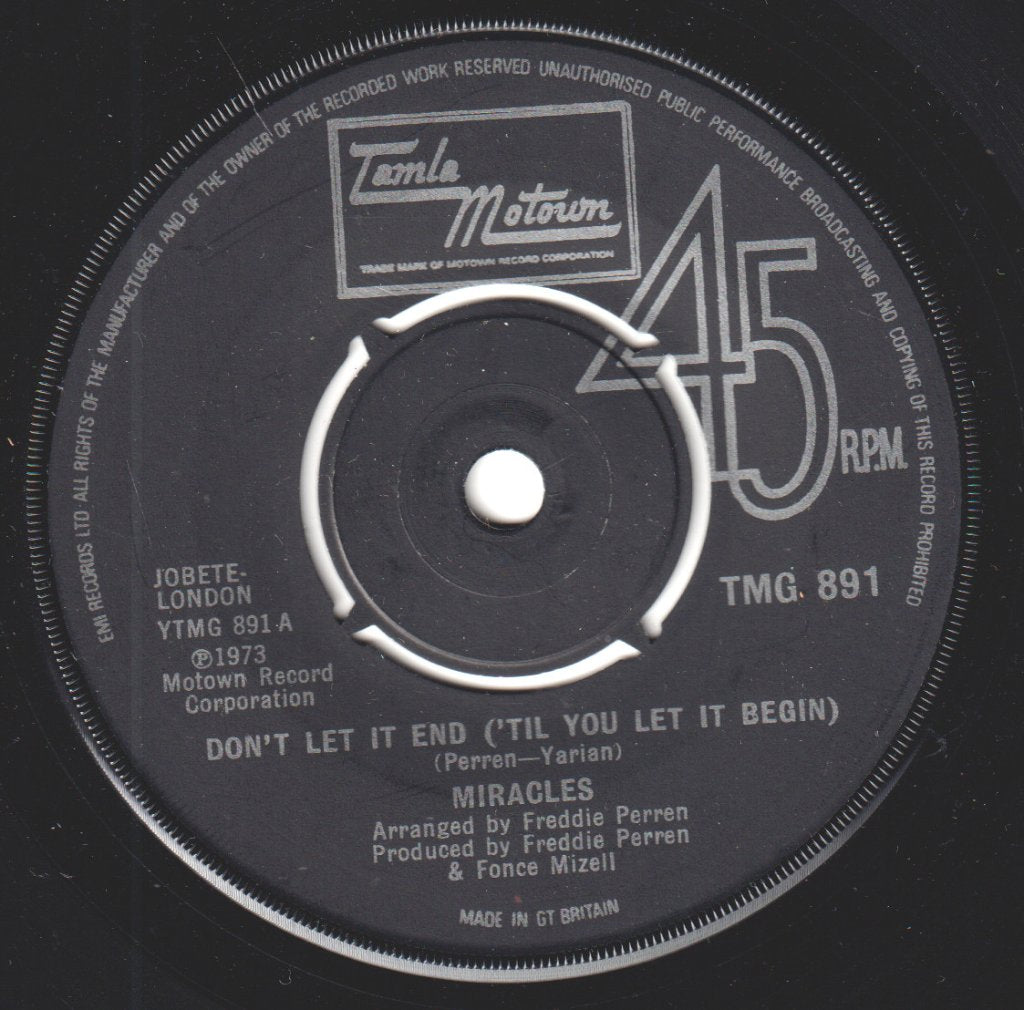 EMI RECORDS LTD ALL RIGHTS OF THE MANUFACTURER AND OF THE OWNER OF THE RECORDED WORK RESERVED UNAUTHORISED PUBLIC PERFORMANCE BROADCASTING AND COPYING OF THIS RECORD PROHIBITED
Tamla
Motown
TRADE MARK OF MOTOWN RECORD CORPORATION
45
R.P.M.
JOBETE-
LONDON
YTMG 891 A
℗1973
Motown Record
Corporation
TMG. 891
DON'T LET IT END ('TIL YOU LET IT BEGIN)
(Perren—Yarian)
MIRACLES
Arranged by Freddie Perren
Produced by Freddie Perren
& Fonce Mizell
MADE IN GT BRITAIN